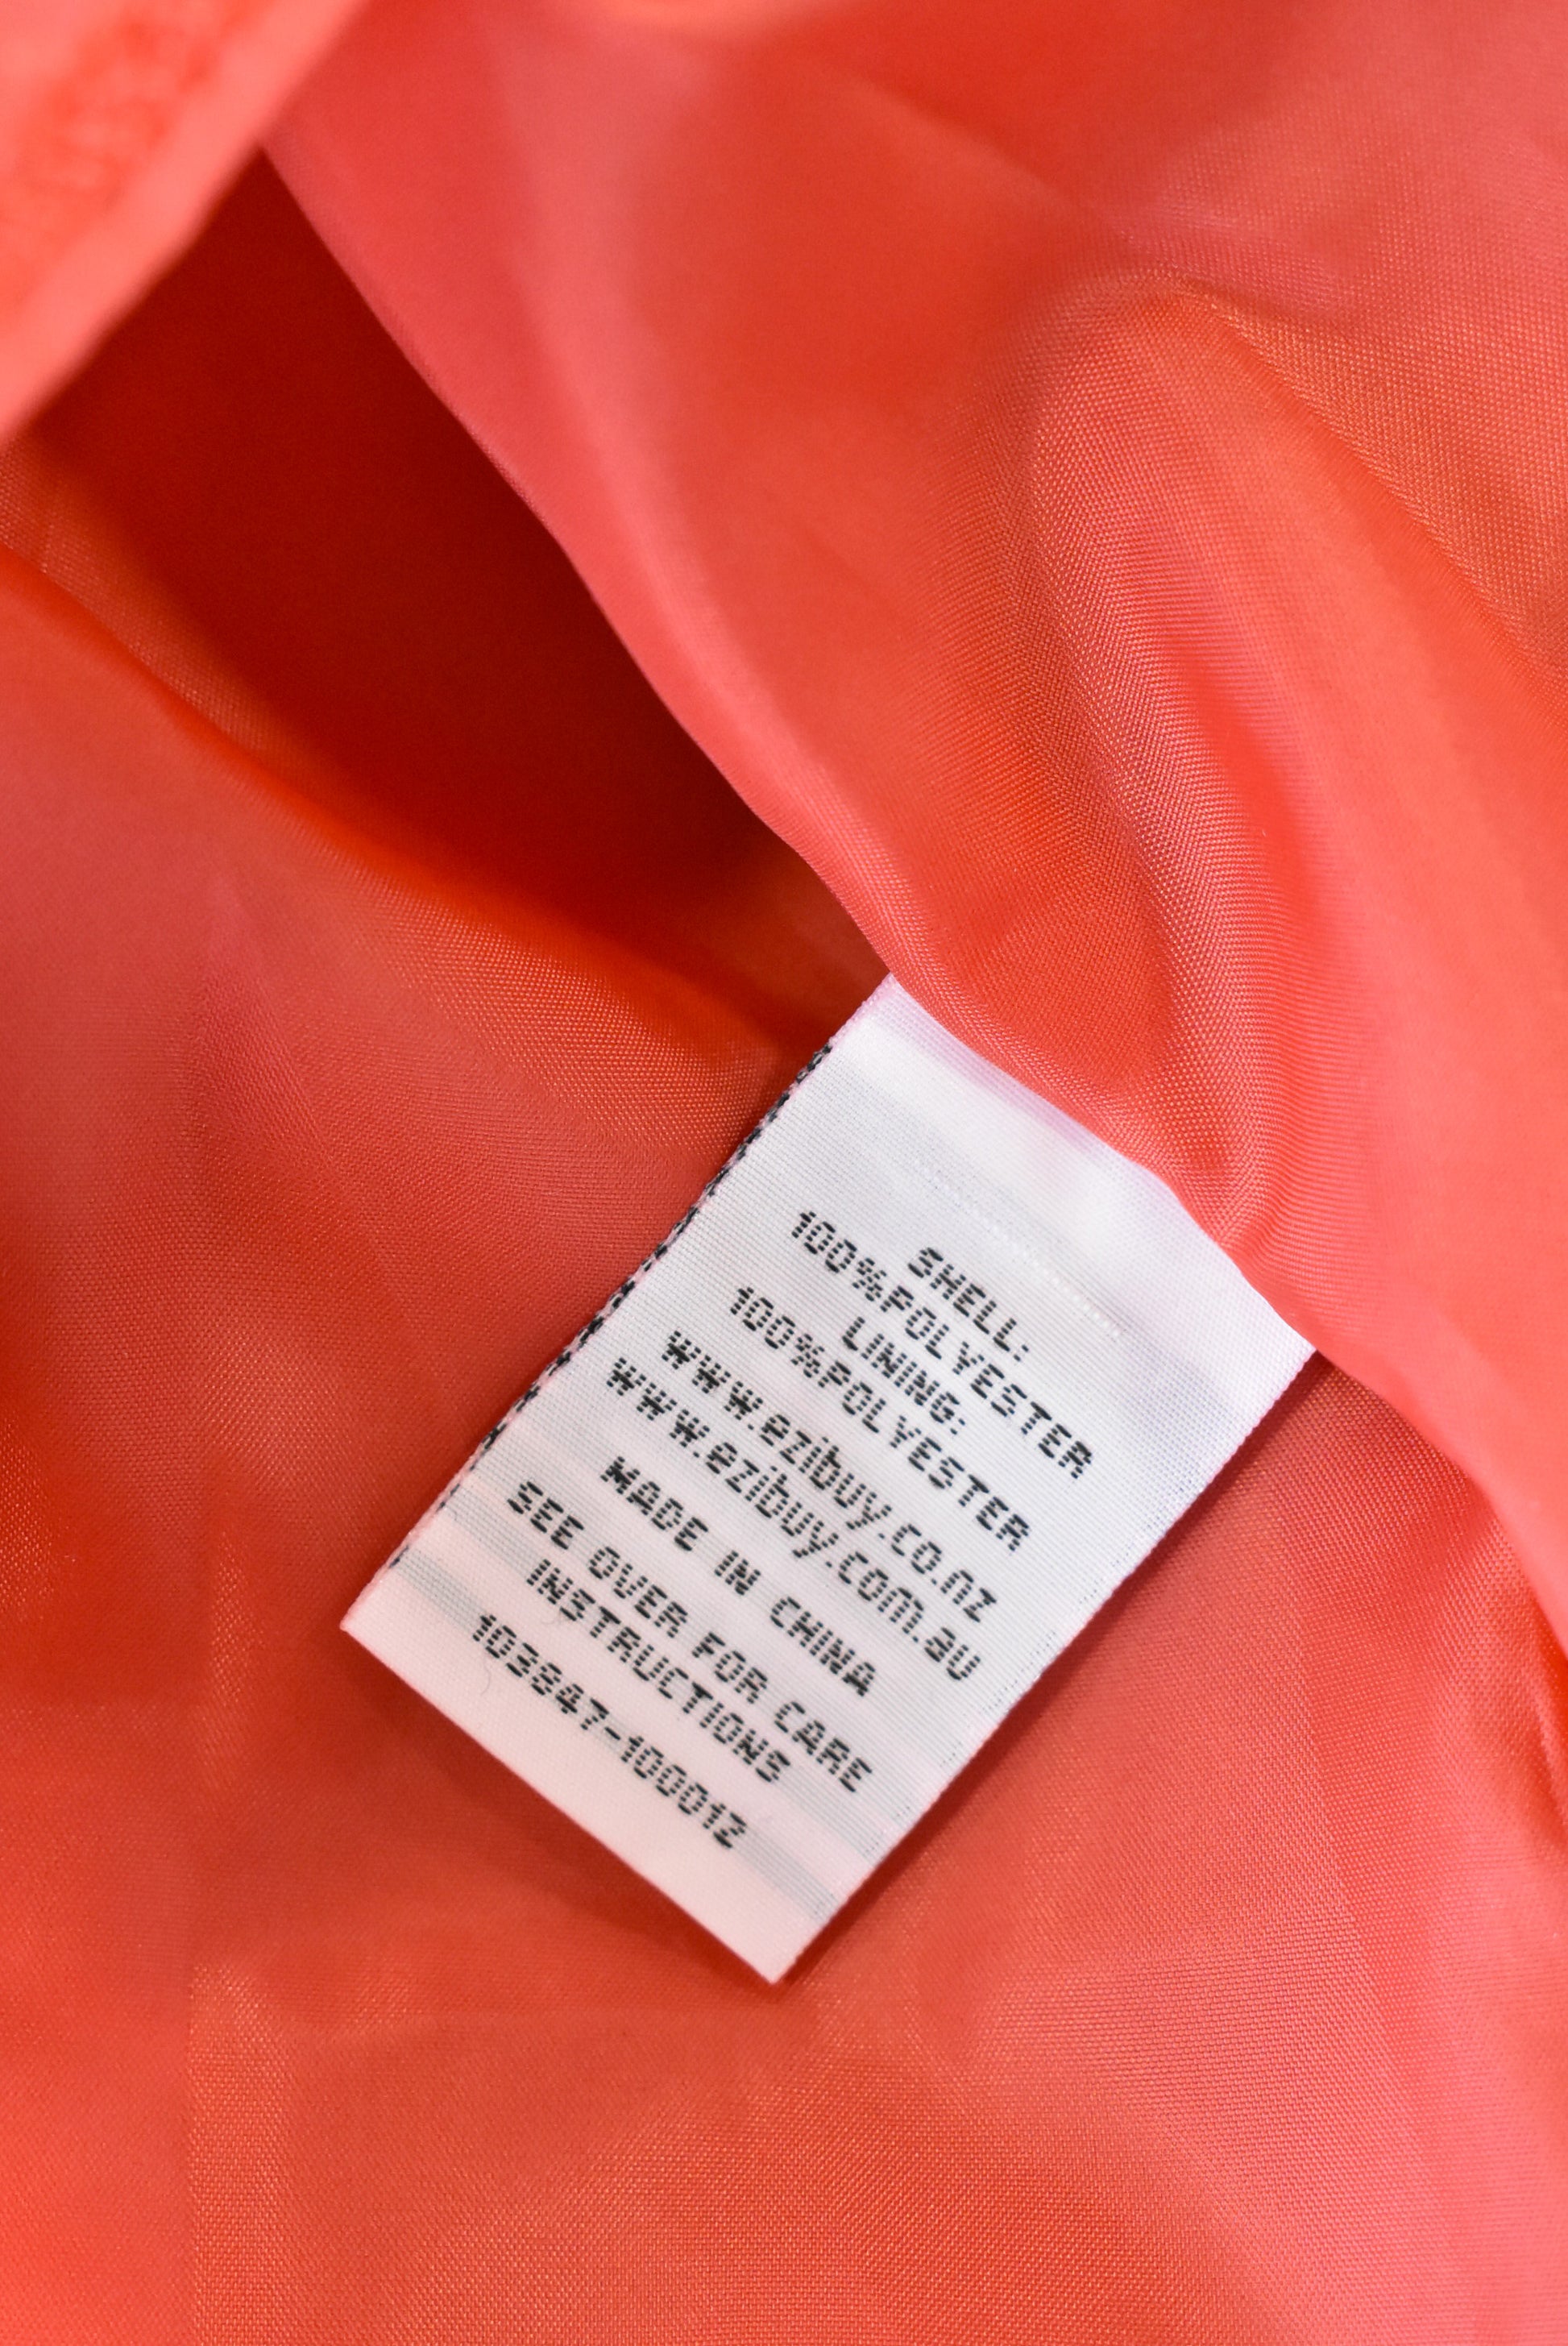 SHELL:
100%POLYESTER
LINING:
100%POLYESTER
www.ezibuy.co.nz
www.ezibuy.com.au
MADE IN CHINA
SEE OVER FOR CARE
INSTRUCTIONS
103847-10001Z